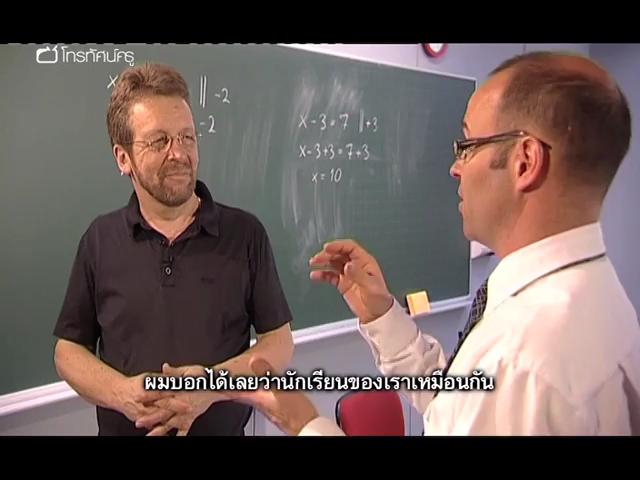 โทรทัศน์ครู
x || -2
-2
x - 3 = 7 || +3
x - 3 + 3 = 7 + 3
x = 10
ผมบอกได้เลยว่านักเรียนของเราเหมือนกัน